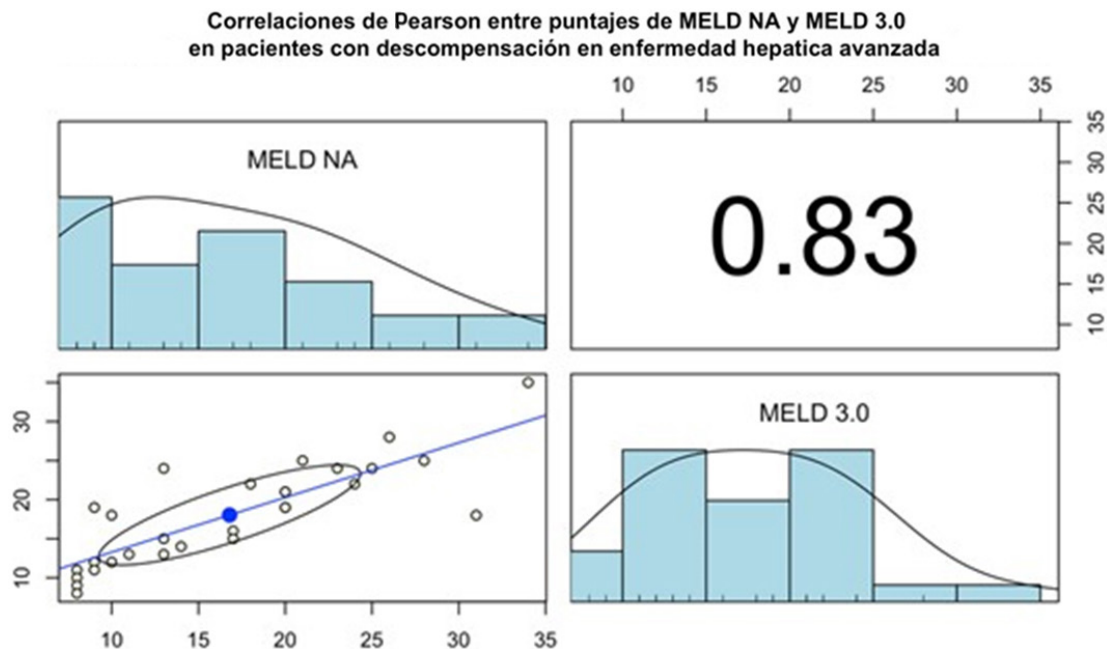 Correlaciones de Pearson entre puntajes de MELD NA y MELD 3.0
en pacientes con descompensación en enfermedad hepatica avanzada
10 15 20 25 30 35
MELD NA
0.83
35
30
25
20
15
10
MELD 3.0
30
20
10
10 15 20 25 30 35